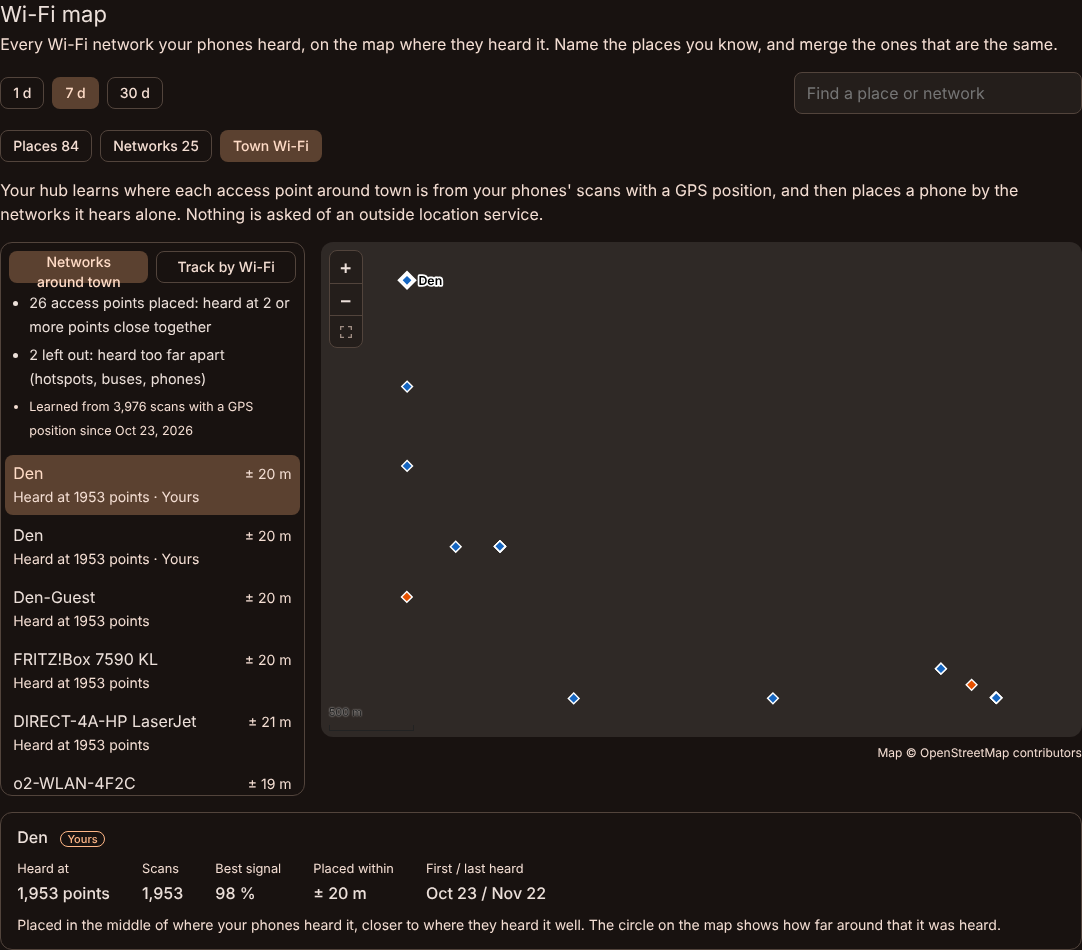 Wi-Fi map
Every Wi-Fi network your phones heard, on the map where they heard it. Name the places you know, and merge the ones that are the same.
1 d
7 d
30 d
Find a place or network
Places 84
Networks 25
Town Wi-Fi
Your hub learns where each access point around town is from your phones' scans with a GPS position, and then places a phone by the
networks it hears alone. Nothing is asked of an outside location service.
Networks
around town
Track by Wi-Fi
• 26 access points placed: heard at 2 or
more points close together
• 2 left out: heard too far apart
(hotspots, buses, phones)
• Learned from 3,976 scans with a GPS
position since Oct 23, 2026
Den ± 20 m
Heard at 1953 points · Yours
Den ± 20 m
Heard at 1953 points · Yours
Den-Guest ± 20 m
Heard at 1953 points
FRITZ!Box 7590 KL ± 20 m
Heard at 1953 points
DIRECT-4A-HP LaserJet ± 21 m
Heard at 1953 points
o2-WLAN-4F2C ± 19 m
+
−
Den
500 m
Map © OpenStreetMap contributors
Den Yours
Heard at Scans Best signal Placed within First / last heard
1,953 points 1,953 98 % ± 20 m Oct 23 / Nov 22
Placed in the middle of where your phones heard it, closer to where they heard it well. The circle on the map shows how far around that it was heard.